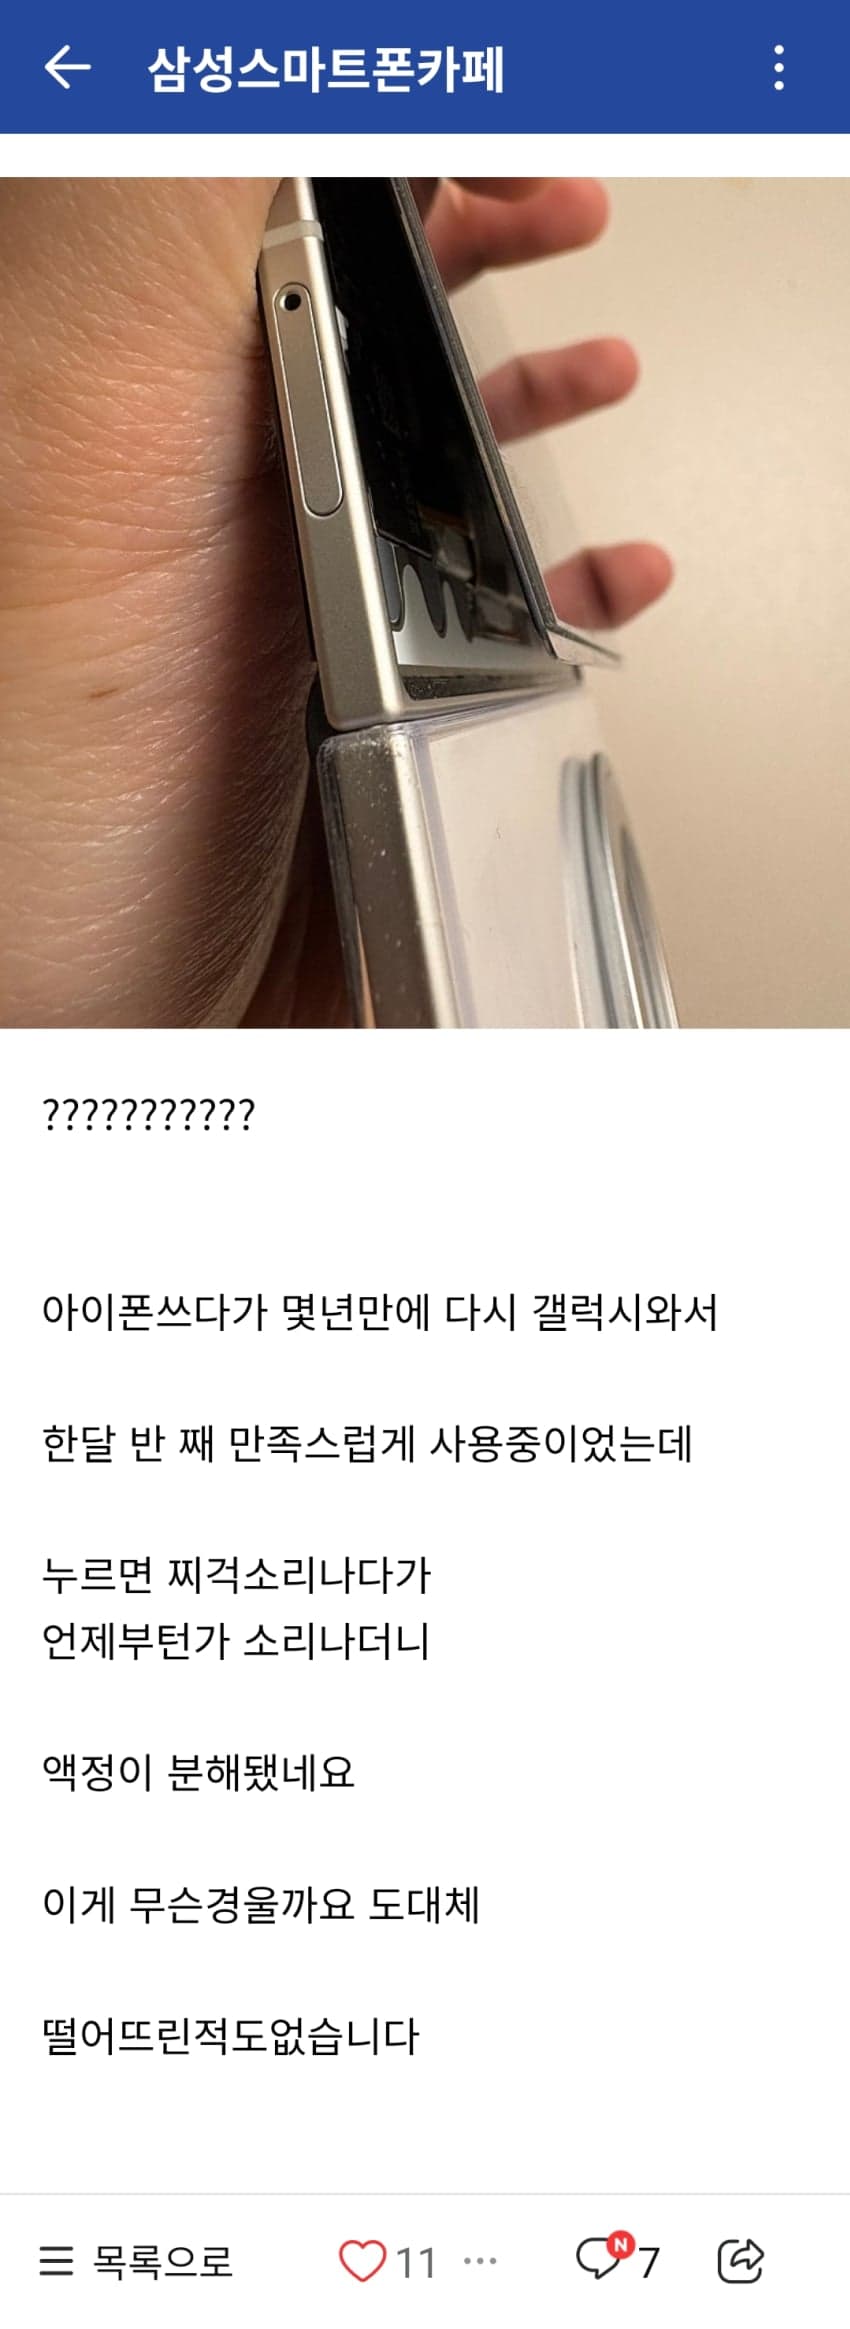 삼성스마트폰카페
???????????
아이폰쓰다가 몇년만에 다시 갤럭시와서
한달 반 째 만족스럽게 사용중이었는데
누르면 찌걱소리나다가
언제부턴가 소리나더니
액정이 분해됐네요
이게 무슨경울까요 도대체
떨어뜨린적도없습니다
목록으로 11 N 7